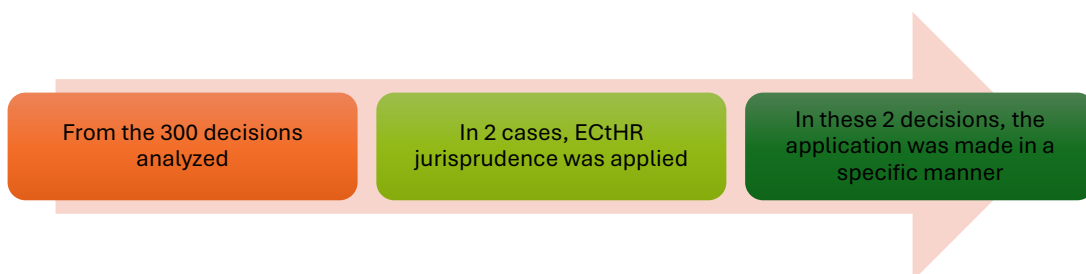 From the 300 decisions
analyzed
In 2 cases, ECtHR
jurisprudence was applied
In these 2 decisions, the
application was made in a
specific manner